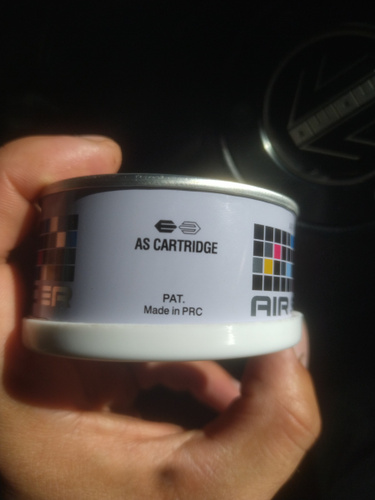 AS CARTRIDGE
PAT.
Made in PRC